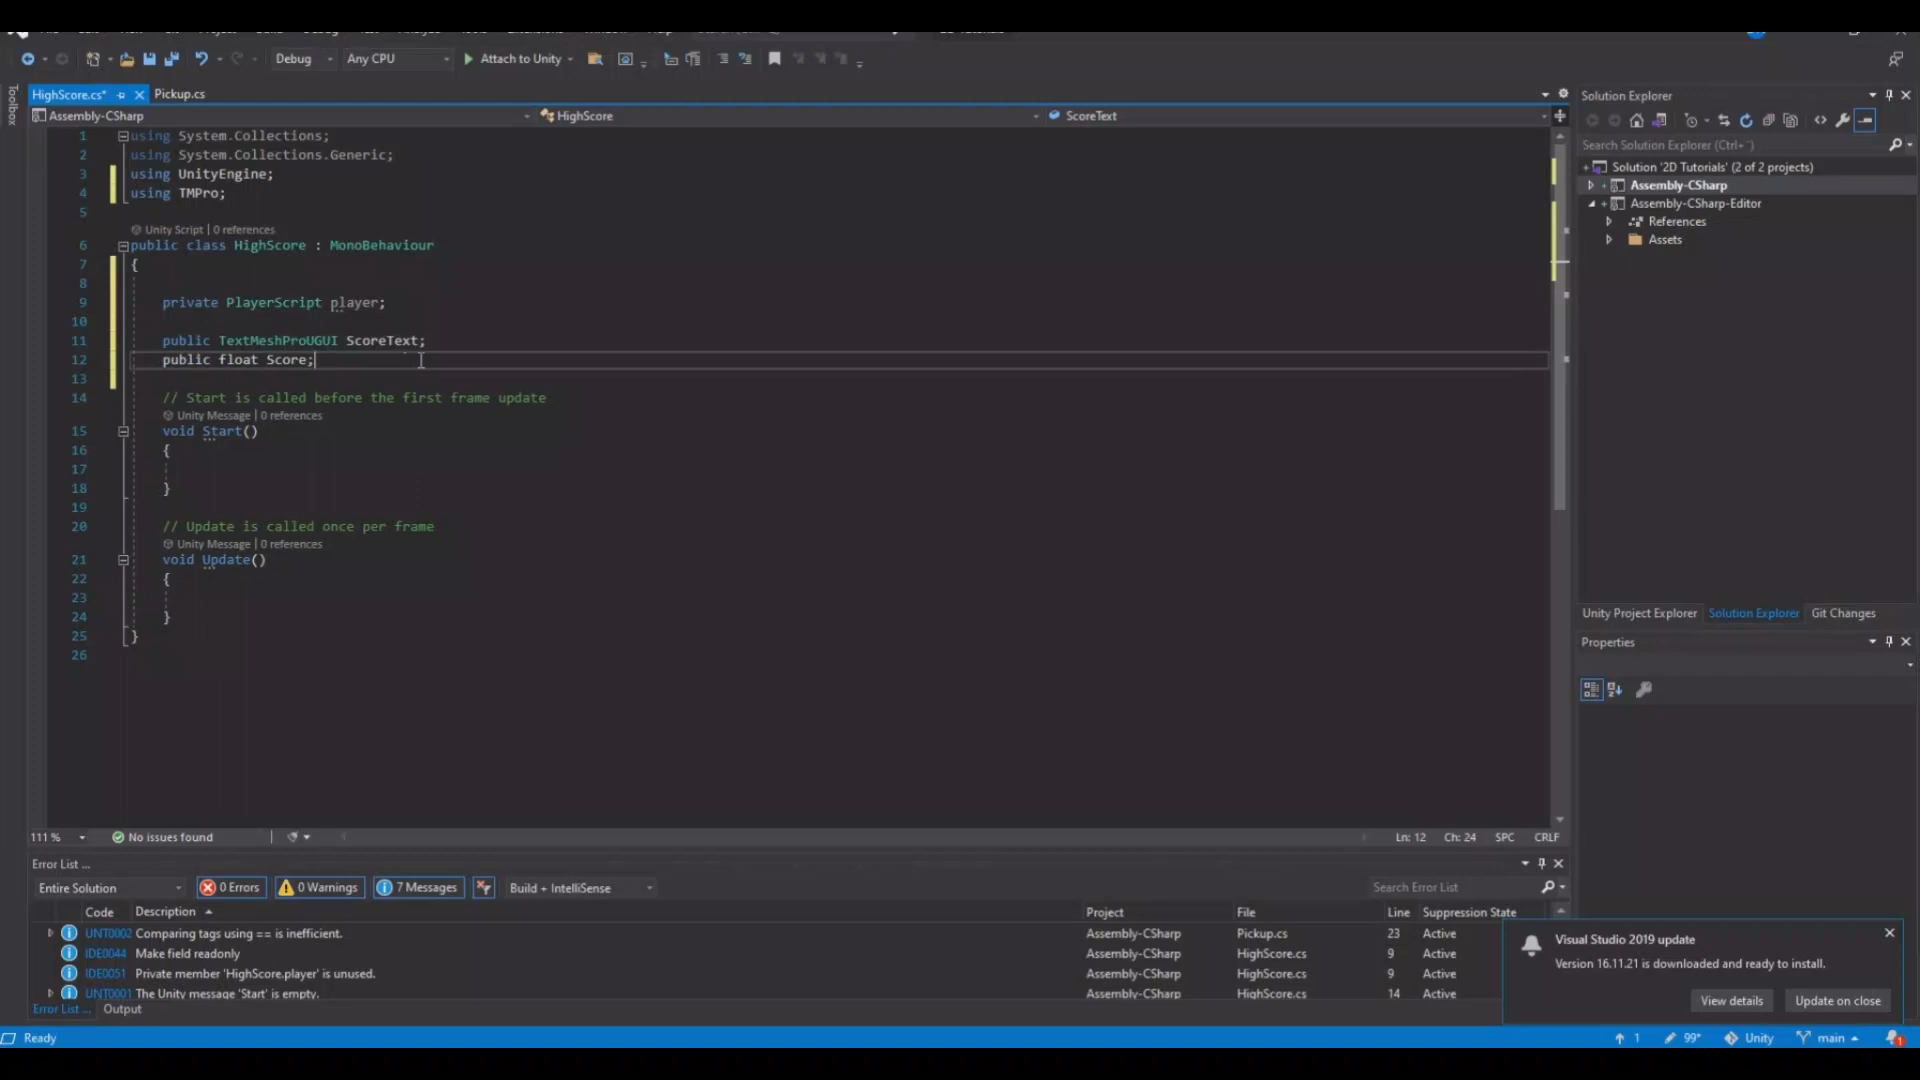 Debug Any CPU Attach to Unity
Toolbox
HighScore.cs* Pickup.cs
Assembly-CSharp HighScore ScoreText
1 using System.Collections;
2 using System.Collections.Generic;
3 using UnityEngine;
4 using TMPro;
5
Unity Script | 0 references
6 public class HighScore : MonoBehaviour
7 {
8
9 private PlayerScript player;
10
11 public TextMeshProUGUI ScoreText;
12 public float Score;
13
14 // Start is called before the first frame update
Unity Message | 0 references
15 void Start()
16 {
17
18 }
19
20 // Update is called once per frame
Unity Message | 0 references
21 void Update()
22 {
23
24 }
25 }
26
111 % No issues found Ln: 12 Ch: 24 SPC CRLF
Error List ...
Entire Solution 0 Errors 0 Warnings 7 Messages Build + IntelliSense Search Error List
Code Description Project File Line Suppression State
UNT0002 Comparing tags using == is inefficient. Assembly-CSharp Pickup.cs 23 Active
IDE0044 Make field readonly Assembly-CSharp HighScore.cs 9 Active
IDE0051 Private member 'HighScore.player' is unused. Assembly-CSharp HighScore.cs 9 Active
UNT0001 The Unity message 'Start' is empty. Assembly-CSharp HighScore.cs 14 Active
Error List ... Output
Solution Explorer
Search Solution Explorer (Ctrl+¨)
Solution '2D Tutorials' (2 of 2 projects)
Assembly-CSharp
Assembly-CSharp-Editor
References
Assets
Unity Project Explorer Solution Explorer Git Changes
Properties
Visual Studio 2019 update
Version 16.11.21 is downloaded and ready to install.
View details Update on close
Ready 1 99* Unity main 1